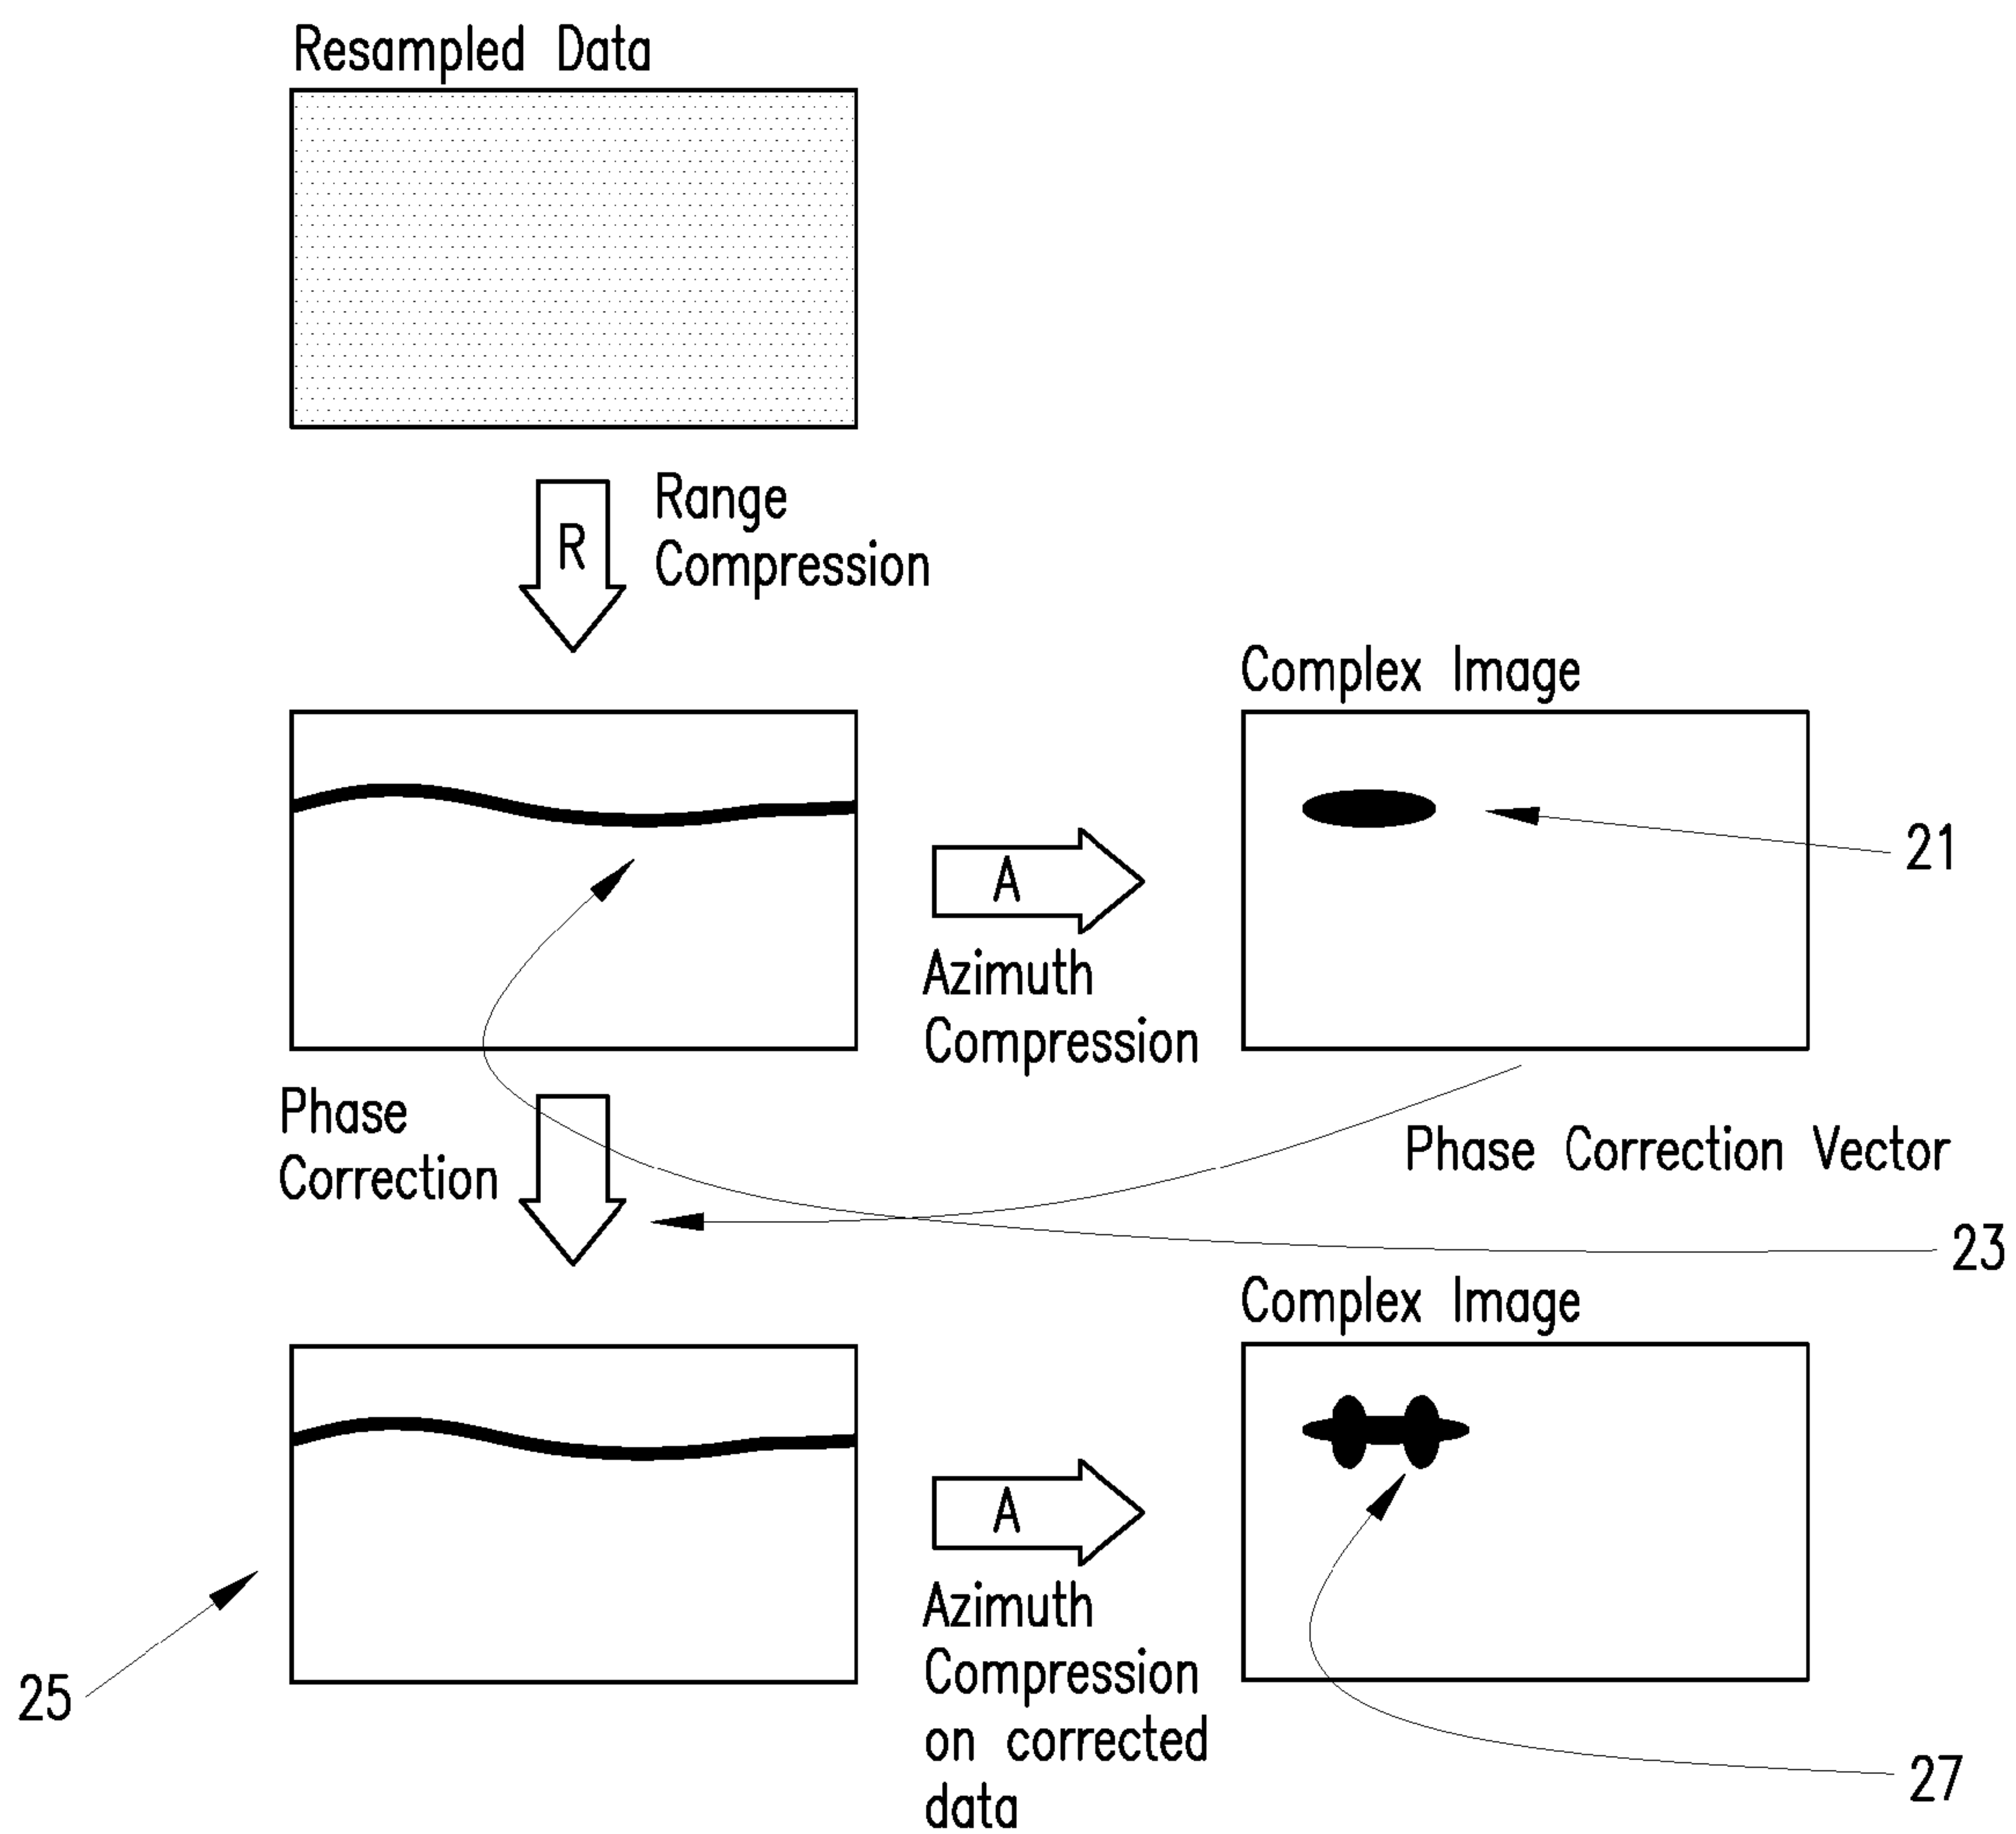 Resampled Data
R
Range
Compression
Complex Image
21
A
Azimuth
Compression
Phase
Correction
Phase Correction Vector
23
Complex Image
A
Azimuth
Compression
on corrected
data
25
27